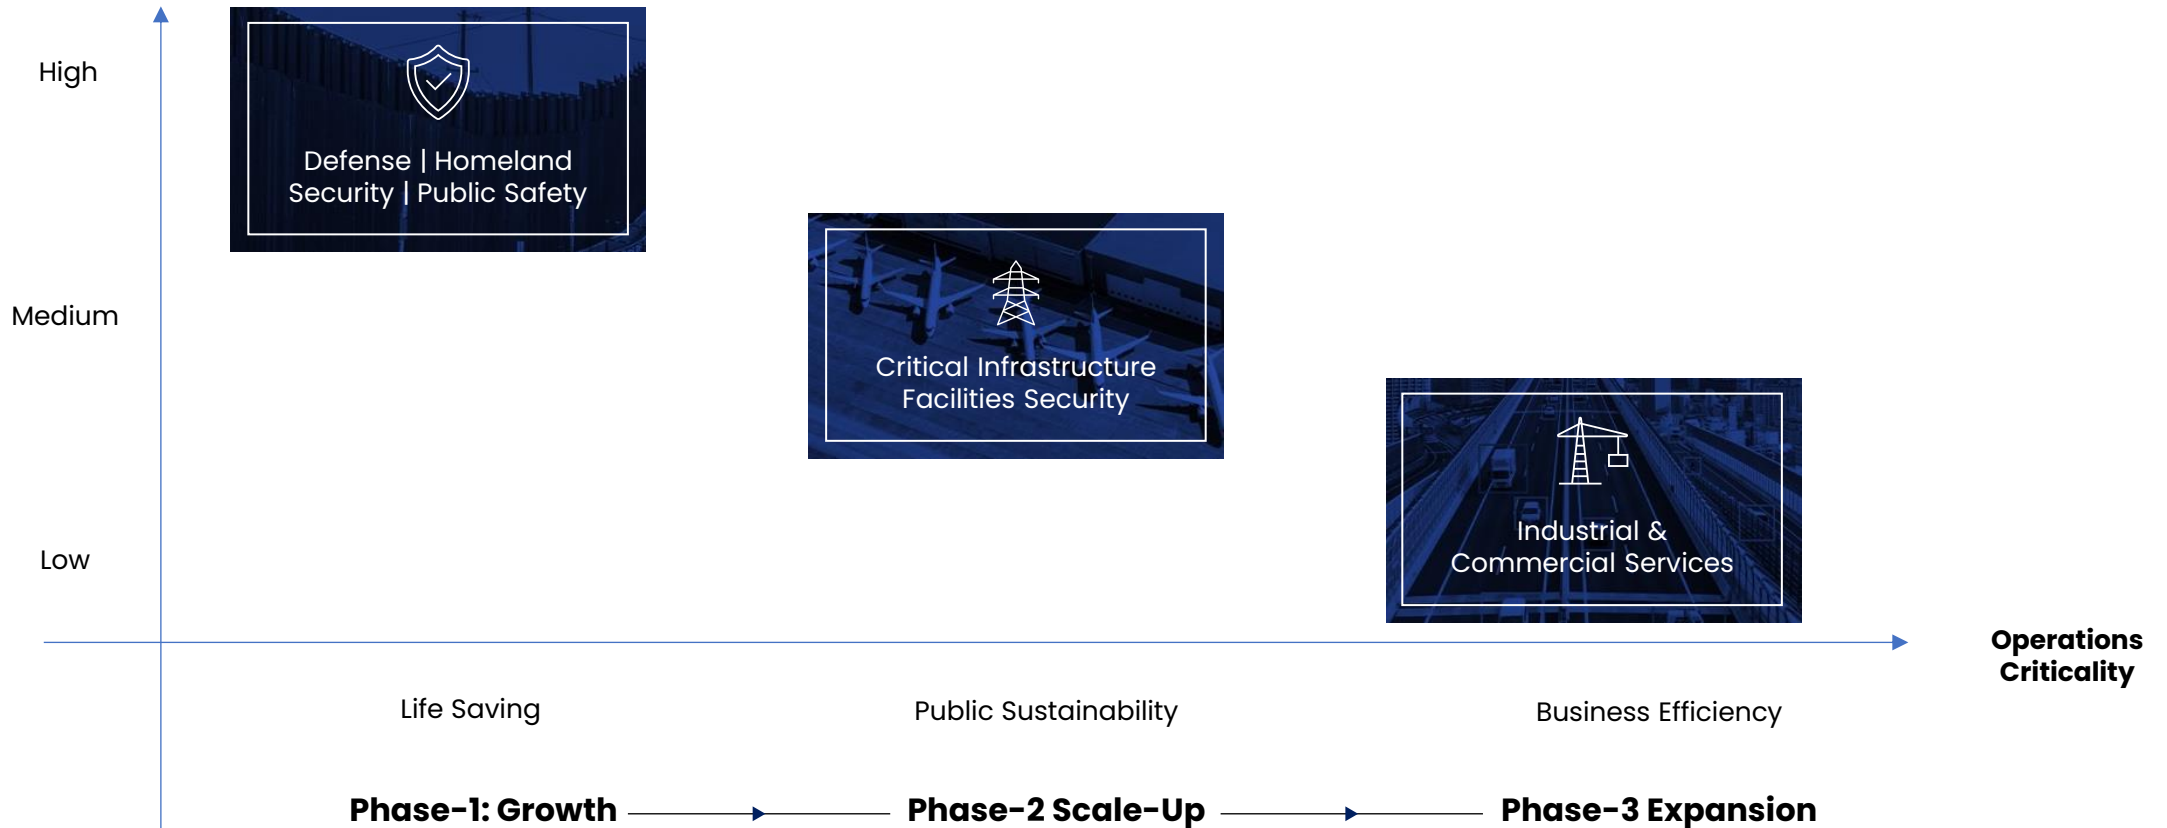 High
Defense | Homeland
Security | Public Safety
Medium
Critical Infrastructure
Facilities Security
Industrial &
Commercial Services
Low
Operations
Criticality
Life Saving
Public Sustainability
Business Efficiency
Phase-1: Growth
Phase-2 Scale-Up
Phase-3 Expansion